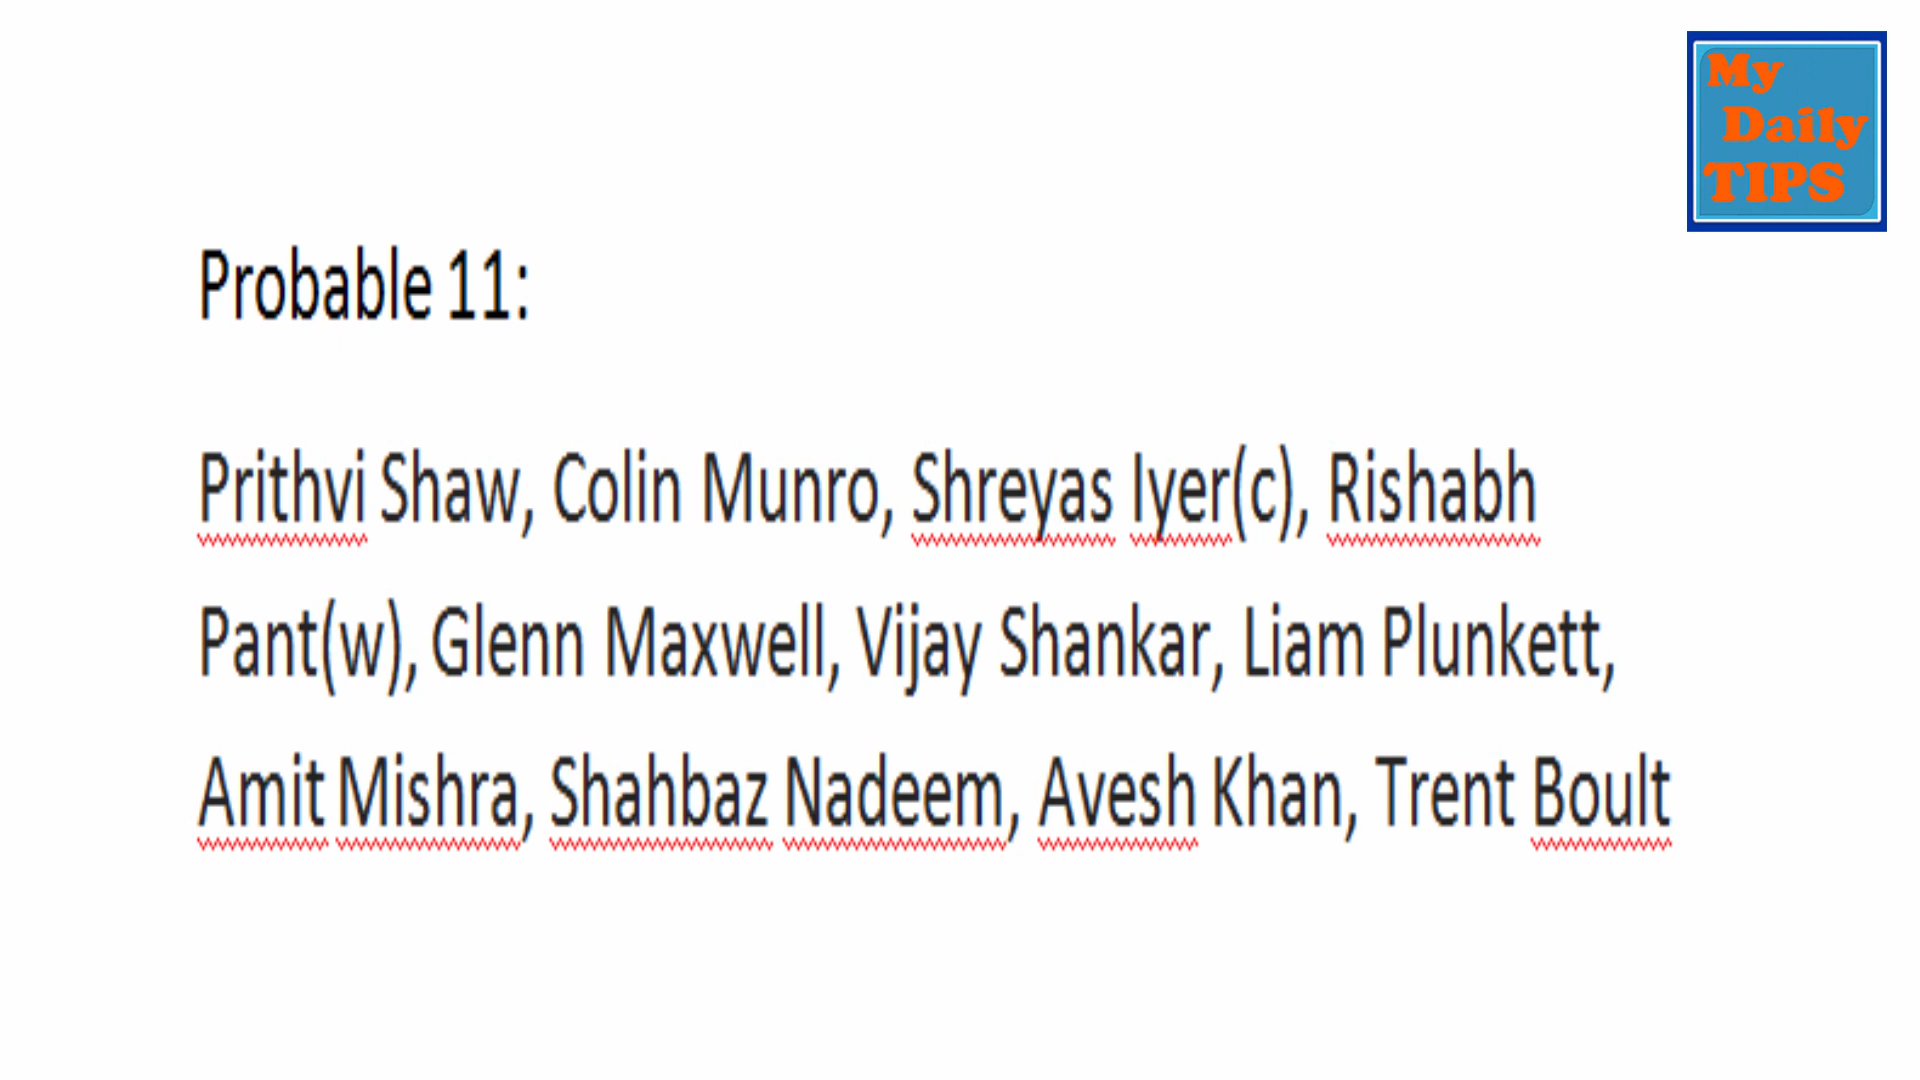 My
Daily
TIPS
Probable 11:
Prithvi Shaw, Colin Munro, Shreyas Iyer(c), Rishabh
Pant(w), Glenn Maxwell, Vijay Shankar, Liam Plunkett,
Amit Mishra, Shahbaz Nadeem, Avesh Khan, Trent Boult